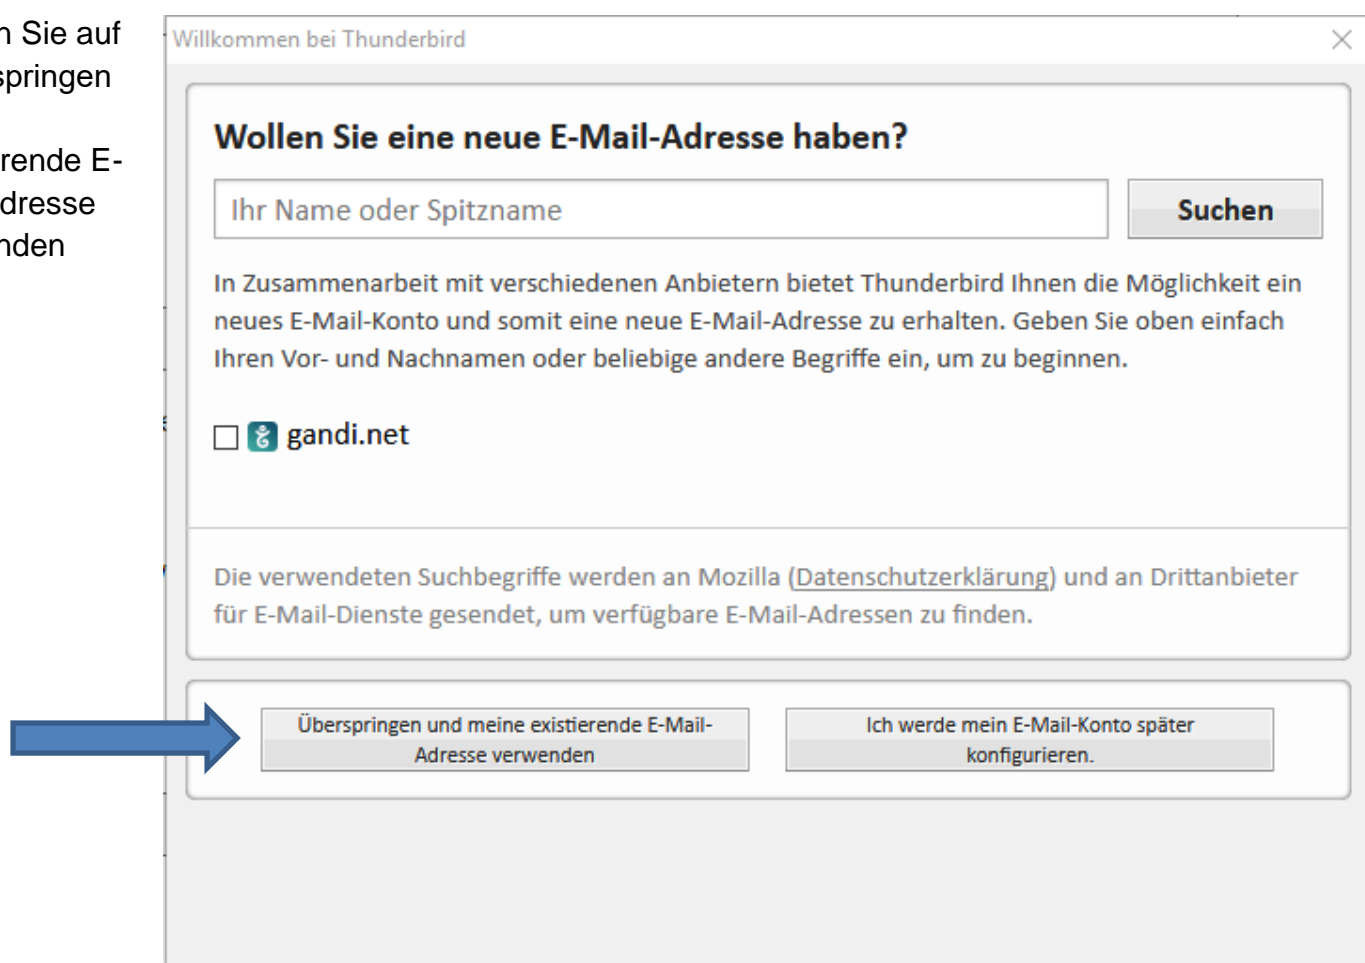 n Sie auf
springen
rende E-
dresse
nden
Willkommen bei Thunderbird
Wollen Sie eine neue E-Mail-Adresse haben?
Ihr Name oder Spitzname
Suchen
In Zusammenarbeit mit verschiedenen Anbietern bietet Thunderbird Ihnen die Möglichkeit ein
neues E-Mail-Konto und somit eine neue E-Mail-Adresse zu erhalten. Geben Sie oben einfach
Ihren Vor- und Nachnamen oder beliebige andere Begriffe ein, um zu beginnen.
gandi.net
Die verwendeten Suchbegriffe werden an Mozilla (Datenschutzerklärung) und an Drittanbieter
für E-Mail-Dienste gesendet, um verfügbare E-Mail-Adressen zu finden.
Überspringen und meine existierende E-Mail-
Adresse verwenden
Ich werde mein E-Mail-Konto später
konfigurieren.